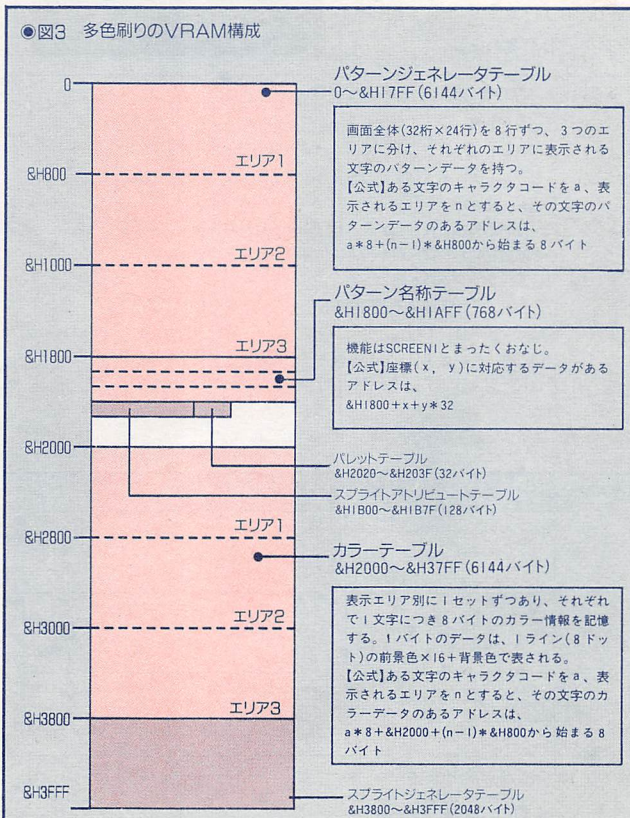 ●図3 多色刷りのVRAM構成
0
&H800
&H1000
&H1800
&H2000
&H2800
&H3000
&H3800
&H3FFF
エリア1
エリア2
エリア3
エリア1
エリア2
エリア3
パターンジェネレータテーブル
0〜&H17FF(6144バイト)
画面全体(32桁×24行)を8行ずつ、3つのエ
リアに分け、それぞれのエリアに表示される
文字のパターンデータを持つ。
【公式】ある文字のキャラクタコードをa、表
示されるエリアをnとすると、その文字のパ
ターンデータのあるアドレスは、
a*8+(n-1)*&H800から始まる8バイト
パターン名称テーブル
&H1800〜&H1AFF(768バイト)
機能はSCREEN1とまったくおなじ。
【公式】座標(x, y)に対応するデータがある
アドレスは、
&H1800+x+y*32
パレットテーブル
&H2020〜&H203F(32バイト)
スプライトアトリビュートテーブル
&H1B00〜&H1B7F(128バイト)
カラーテーブル
&H2000〜&H37FF(6144バイト)
表示エリア別に1セットずつあり、それぞれ
で1文字につき8バイトのカラー情報を記憶
する。1バイトのデータは、1ライン(8ドッ
ト)の前景色×16+背景色で表される。
【公式】ある文字のキャラクタコードをa、表
示されるエリアをnとすると、その文字のカ
ラーデータのあるアドレスは、
a*8+&H2000+(n-1)*&H800から始まる8
バイト
スプライトジェネレータテーブル
&H3800〜&H3FFF(2048バイト)